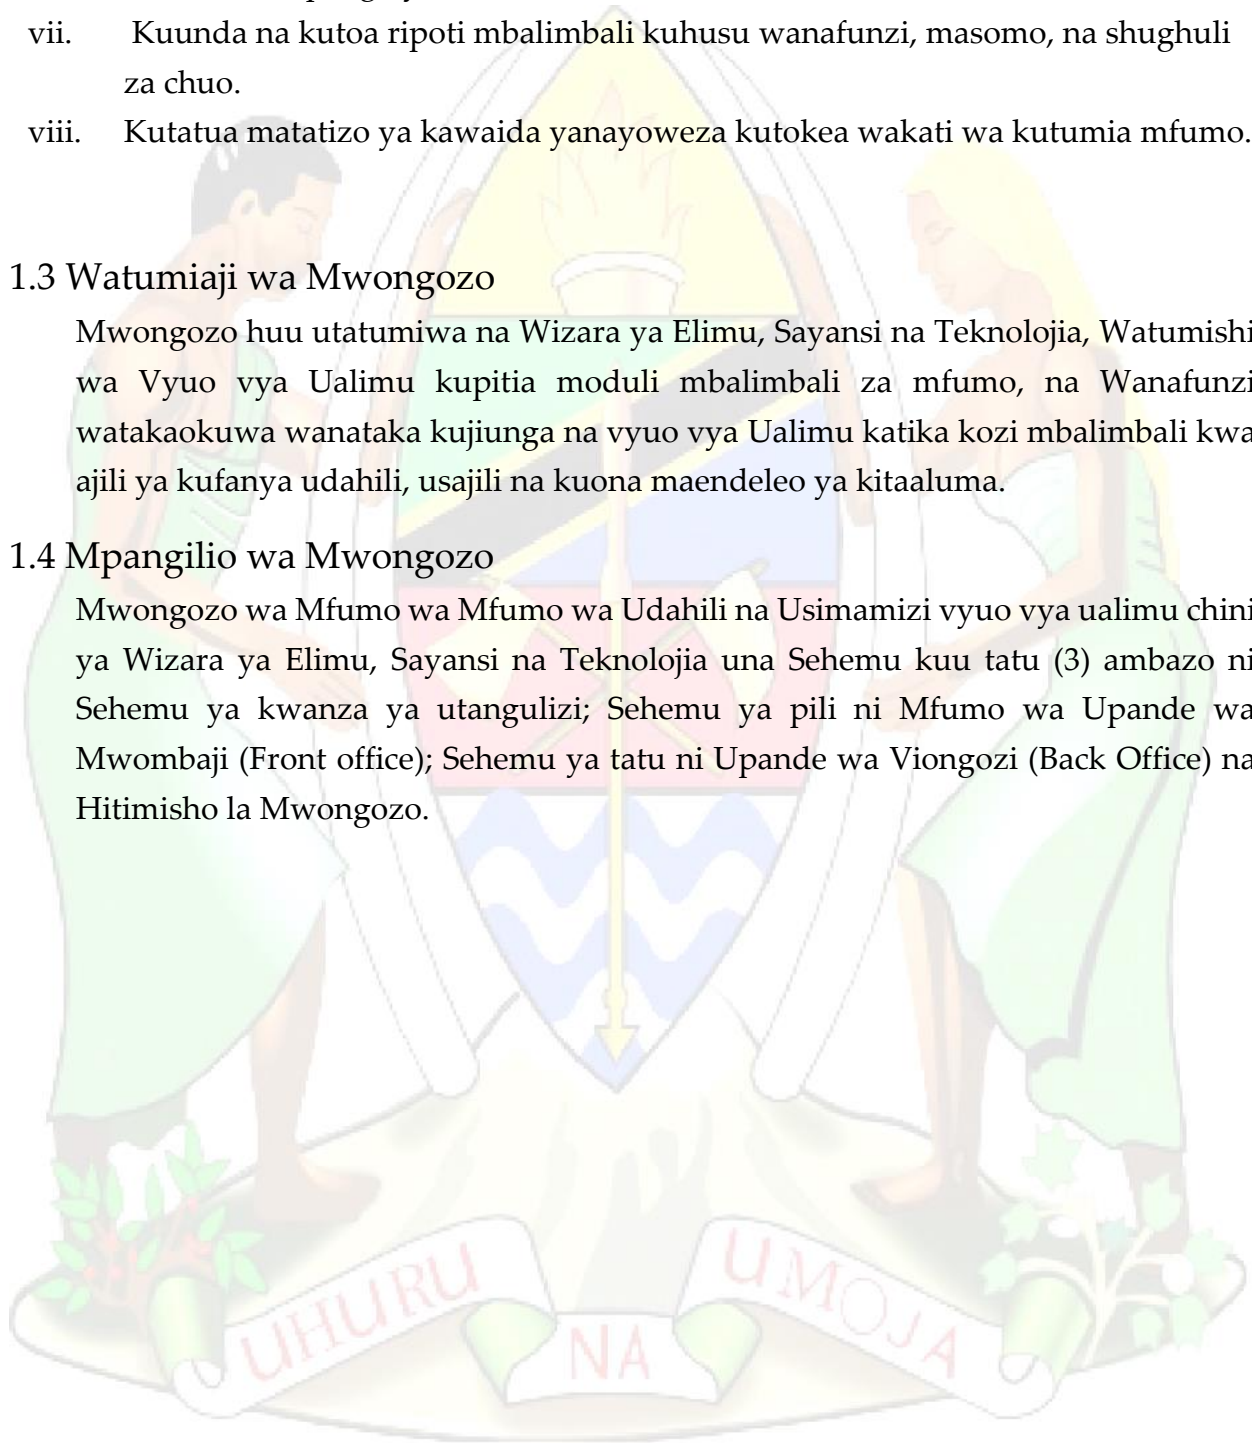 vii. Kuunda na kutoa ripoti mbalimbali kuhusu wanafunzi, masomo, na shughuli
za chuo.
viii. Kutatua matatizo ya kawaida yanayoweza kutokea wakati wa kutumia mfumo.
1.3 Watumiaji wa Mwongozo
Mwongozo huu utatumiwa na Wizara ya Elimu, Sayansi na Teknolojia, Watumishi
wa Vyuo vya Ualimu kupitia moduli mbalimbali za mfumo, na Wanafunzi
watakaokuwa wanataka kujiunga na vyuo vya Ualimu katika kozi mbalimbali kwa
ajili ya kufanya udahili, usajili na kuona maendeleo ya kitaaluma.
1.4 Mpangilio wa Mwongozo
Mwongozo wa Mfumo wa Mfumo wa Udahili na Usimamizi vyuo vya ualimu chini
ya Wizara ya Elimu, Sayansi na Teknolojia una Sehemu kuu tatu (3) ambazo ni
Sehemu ya kwanza ya utangulizi; Sehemu ya pili ni Mfumo wa Upande wa
Mwombaji (Front office); Sehemu ya tatu ni Upande wa Viongozi (Back Office) na
Hitimisho la Mwongozo.
UHURU NA UMOJA